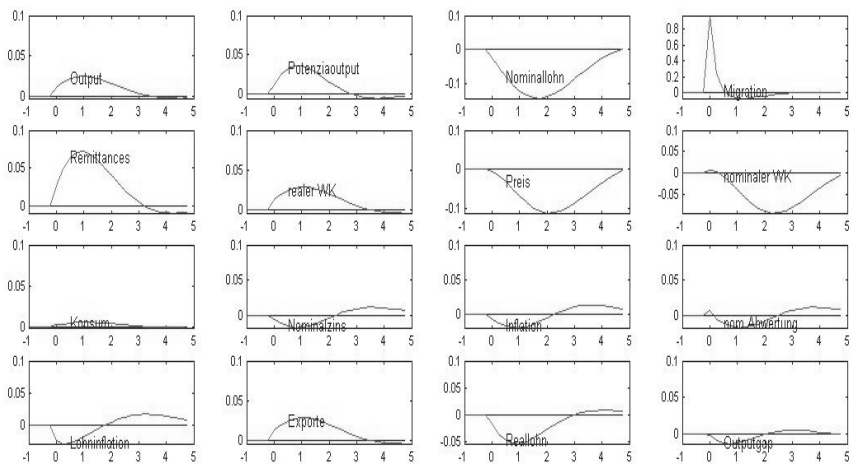 0.1 0.1 0 0.8
0.05 0.05 -0.1 0.6
0.4
0.2
0 0 0
Output Potenziaoutput Nominallohn Migration
-1 0 1 2 3 4 5 -1 0 1 2 3 4 5 -1 0 1 2 3 4 5 -1 0 1 2 3 4 5
0.1 0.1 0.1 0.1
0.05 0.05 0 0.05
0 0 -0.1 0
-0.05
Remittances realer WK Preis nominaler WK
-1 0 1 2 3 4 5 -1 0 1 2 3 4 5 -1 0 1 2 3 4 5 -1 0 1 2 3 4 5
0.1 0.1 0.1 0.1
0.05 0.05 0.05 0.05
0 0 0 0
Konsum Nominalzins Inflation nom.Abwertung
-1 0 1 2 3 4 5 -1 0 1 2 3 4 5 -1 0 1 2 3 4 5 -1 0 1 2 3 4 5
0.1 0.1 0.1 0.1
0.05 0.05 0.05 0.05
0 0 0 0
-0.05
Lohninflation Exporte Reallohn Outputgap
-1 0 1 2 3 4 5 -1 0 1 2 3 4 5 -1 0 1 2 3 4 5 -1 0 1 2 3 4 5